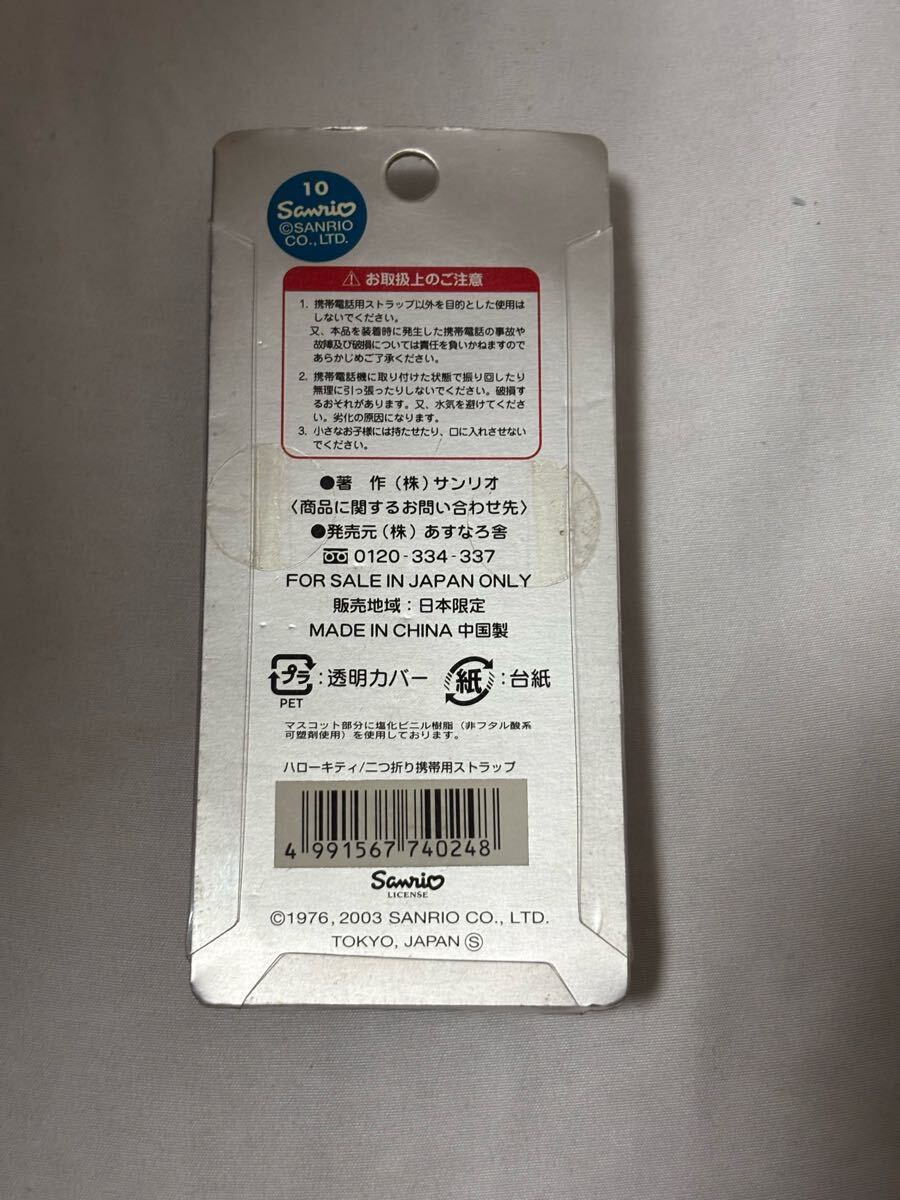 10
Sanrio
©SANRIO
CO., LTD.
⚠ お取扱上のご注意
1. 携帯電話用ストラップ以外を目的とした使用は
しないでください。
又、本品を装着時に発生した携帯電話の事故や
故障及び破損については責任を負いかねますので
あらかじめご了承ください。
2. 携帯電話機に取り付けた状態で振り回したり
無理に引っ張ったりしないでください。破損す
るおそれがあります。又、水気を避けてくださ
い。劣化の原因になります。
3. 小さなお子様には持たせたり、口に入れさせない
でください。
●著 作(株)サンリオ
〈商品に関するお問い合わせ先〉
●発売元(株)あすなろ舎
0120-334-337
FOR SALE IN JAPAN ONLY
販売地域:日本限定
MADE IN CHINA 中国製
プラ:透明カバー 紙:台紙
PET
マスコット部分に塩化ビニル樹脂(非フタル酸系
可塑剤使用)を使用しております。
ハローキティ/二つ折り携帯用ストラップ
4 991567 740248
Sanrio
LICENSE
©1976, 2003 SANRIO CO., LTD.
TOKYO, JAPAN Ⓢ